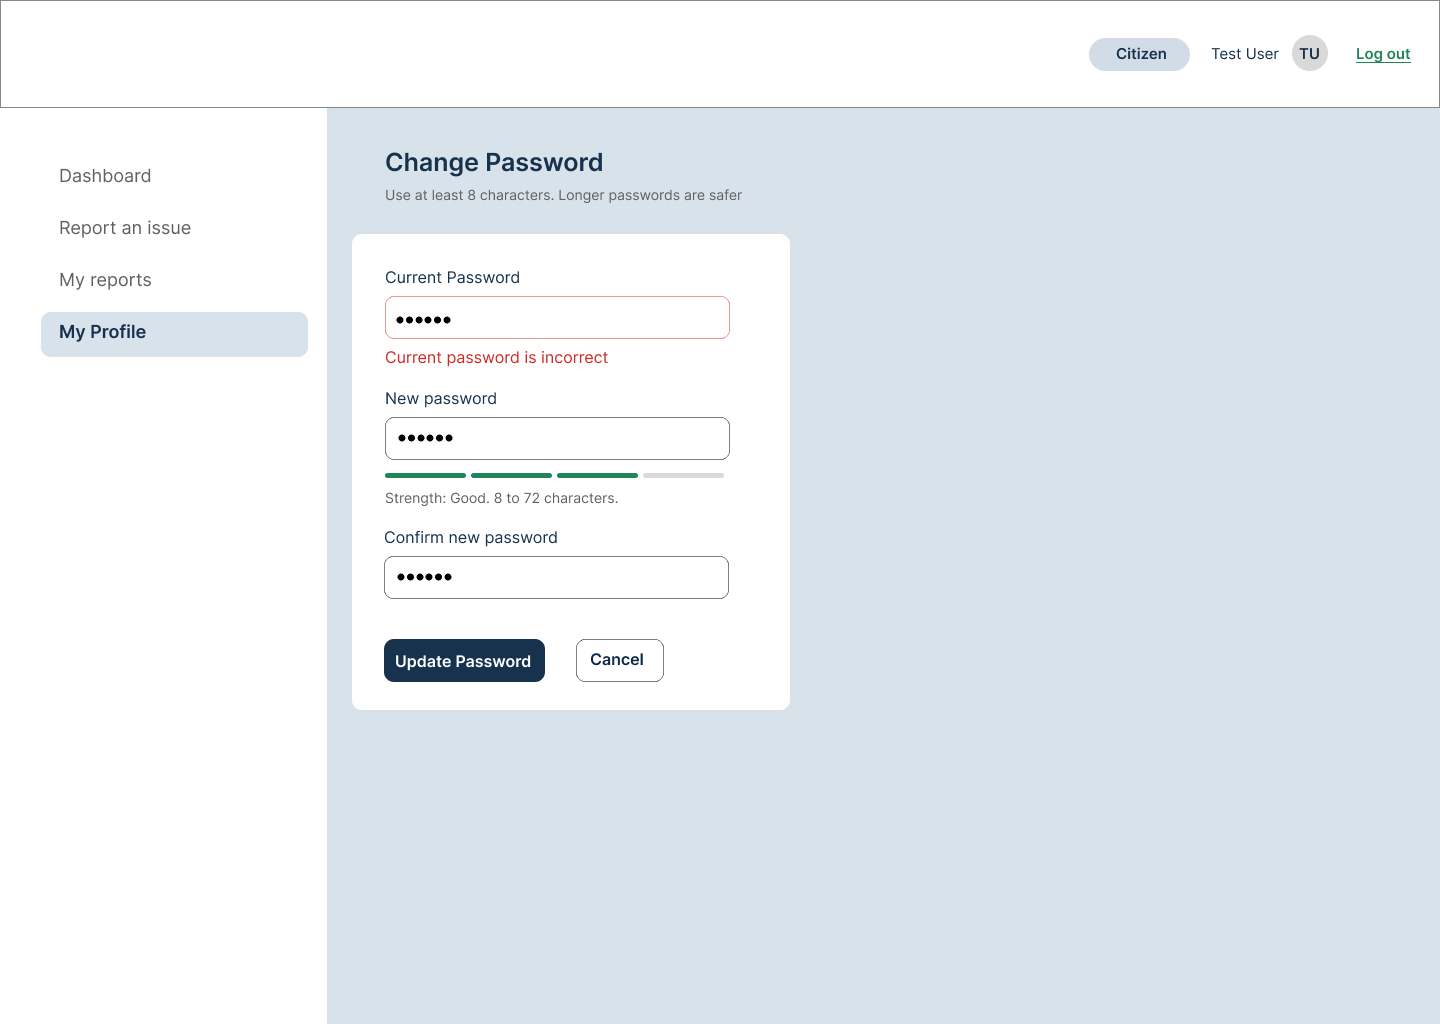 Citizen
Test User
TU
Log out
Dashboard
Report an issue
My reports
My Profile
Change Password
Use at least 8 characters. Longer passwords are safer
Current Password
••••••
Current password is incorrect
New password
••••••
Strength: Good. 8 to 72 characters.
Confirm new password
••••••
Update Password
Cancel